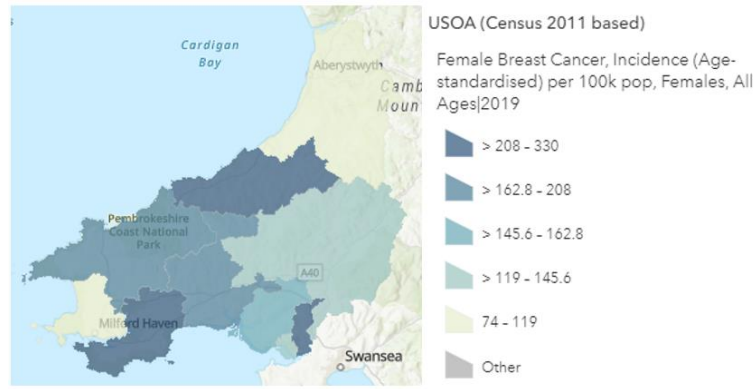 Cardigan
Bay
Aberystwyth
Camb
Moun
Pembrokeshire
Coast National
Park
A40
Milford Haven
Swansea
USOA (Census 2011 based)
Female Breast Cancer, Incidence (Age-
standardised) per 100k pop, Females, All
Ages|2019
> 208 - 330
> 162.8 - 208
> 145.6 - 162.8
> 119 - 145.6
74 - 119
Other